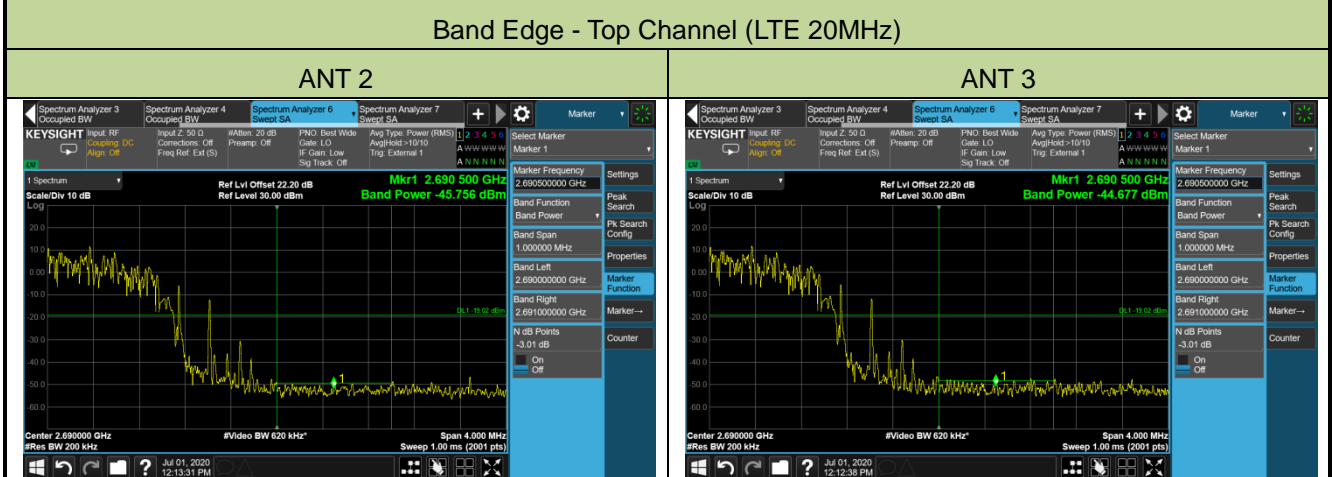 Band Edge - Top Channel (LTE 20MHz)
ANT 2
Spectrum Analyzer 3
Occupied BW
Spectrum Analyzer 4
Occupied BW
Spectrum Analyzer 6
Swept SA
Spectrum Analyzer 7
Swept SA
Marker
KEYSIGHT
Input: RF
Coupling: DC
Align: Off
Input Z: 50 Ω
Corrections: Off
Freq Ref: Ext (S)
#Atten: 20 dB
Preamp: Off
PNO: Best Wide
Gate: LO
IF Gain: Low
Sig Track: Off
Avg Type: Power (RMS)
Avg|Hold:>10/10
Trig: External 1
1 2 3 4 5 6
A W W W W W
A N N N N N
Select Marker
Marker 1
1 Spectrum
Scale/Div 10 dB
Log
Ref Lvl Offset 22.20 dB
Ref Level 30.00 dBm
Mkr1 2.690 500 GHz
Band Power -45.756 dBm
20.0
10.0
0.00
-10.0
-20.0
-30.0
-40.0
-50.0
-60.0
DL1 -19.02 dBm
1
Center 2.690000 GHz
#Res BW 200 kHz
#Video BW 620 kHz*
Span 4.000 MHz
Sweep 1.00 ms (2001 pts)
Marker Frequency
2.690500000 GHz
Band Function
Band Power
Band Span
1.000000 MHz
Band Left
2.690000000 GHz
Band Right
2.691000000 GHz
N dB Points
-3.01 dB
On
Off
Settings
Peak
Search
Pk Search
Config
Properties
Marker
Function
Marker→
Counter
Jul 01, 2020
12:13:31 PM
ANT 3
Spectrum Analyzer 3
Occupied BW
Spectrum Analyzer 4
Occupied BW
Spectrum Analyzer 6
Swept SA
Spectrum Analyzer 7
Swept SA
Marker
KEYSIGHT
Input: RF
Coupling: DC
Align: Off
Input Z: 50 Ω
Corrections: Off
Freq Ref: Ext (S)
#Atten: 20 dB
Preamp: Off
PNO: Best Wide
Gate: LO
IF Gain: Low
Sig Track: Off
Avg Type: Power (RMS)
Avg|Hold:>10/10
Trig: External 1
1 2 3 4 5 6
A W W W W W
A N N N N N
Select Marker
Marker 1
1 Spectrum
Scale/Div 10 dB
Log
Ref Lvl Offset 22.20 dB
Ref Level 30.00 dBm
Mkr1 2.690 500 GHz
Band Power -44.677 dBm
20.0
10.0
0.00
-10.0
-20.0
-30.0
-40.0
-50.0
-60.0
DL1 -19.02 dBm
1
Center 2.690000 GHz
#Res BW 200 kHz
#Video BW 620 kHz*
Span 4.000 MHz
Sweep 1.00 ms (2001 pts)
Marker Frequency
2.690500000 GHz
Band Function
Band Power
Band Span
1.000000 MHz
Band Left
2.690000000 GHz
Band Right
2.691000000 GHz
N dB Points
-3.01 dB
On
Off
Settings
Peak
Search
Pk Search
Config
Properties
Marker
Function
Marker→
Counter
Jul 01, 2020
12:12:38 PM